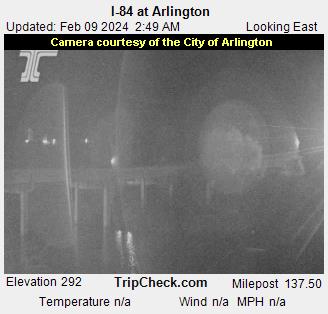 I-84 at Arlington
Updated: Feb 09 2024 2:49 AM Looking East
Camera courtesy of the City of Arlington
Elevation 292 TripCheck.com Milepost 137.50
Temperature n/a Wind n/a MPH n/a